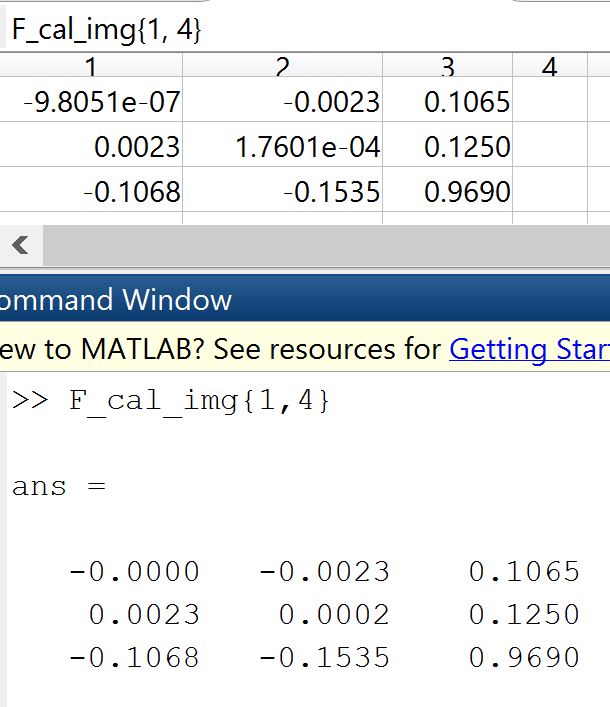 F_cal_img{1, 4}
1 2 3 4
-9.8051e-07 -0.0023 0.1065
0.0023 1.7601e-04 0.1250
-0.1068 -0.1535 0.9690
ommand Window
ew to MATLAB? See resources for Getting Star
>> F_cal_img{1,4}
ans =
-0.0000 -0.0023 0.1065
0.0023 0.0002 0.1250
-0.1068 -0.1535 0.9690